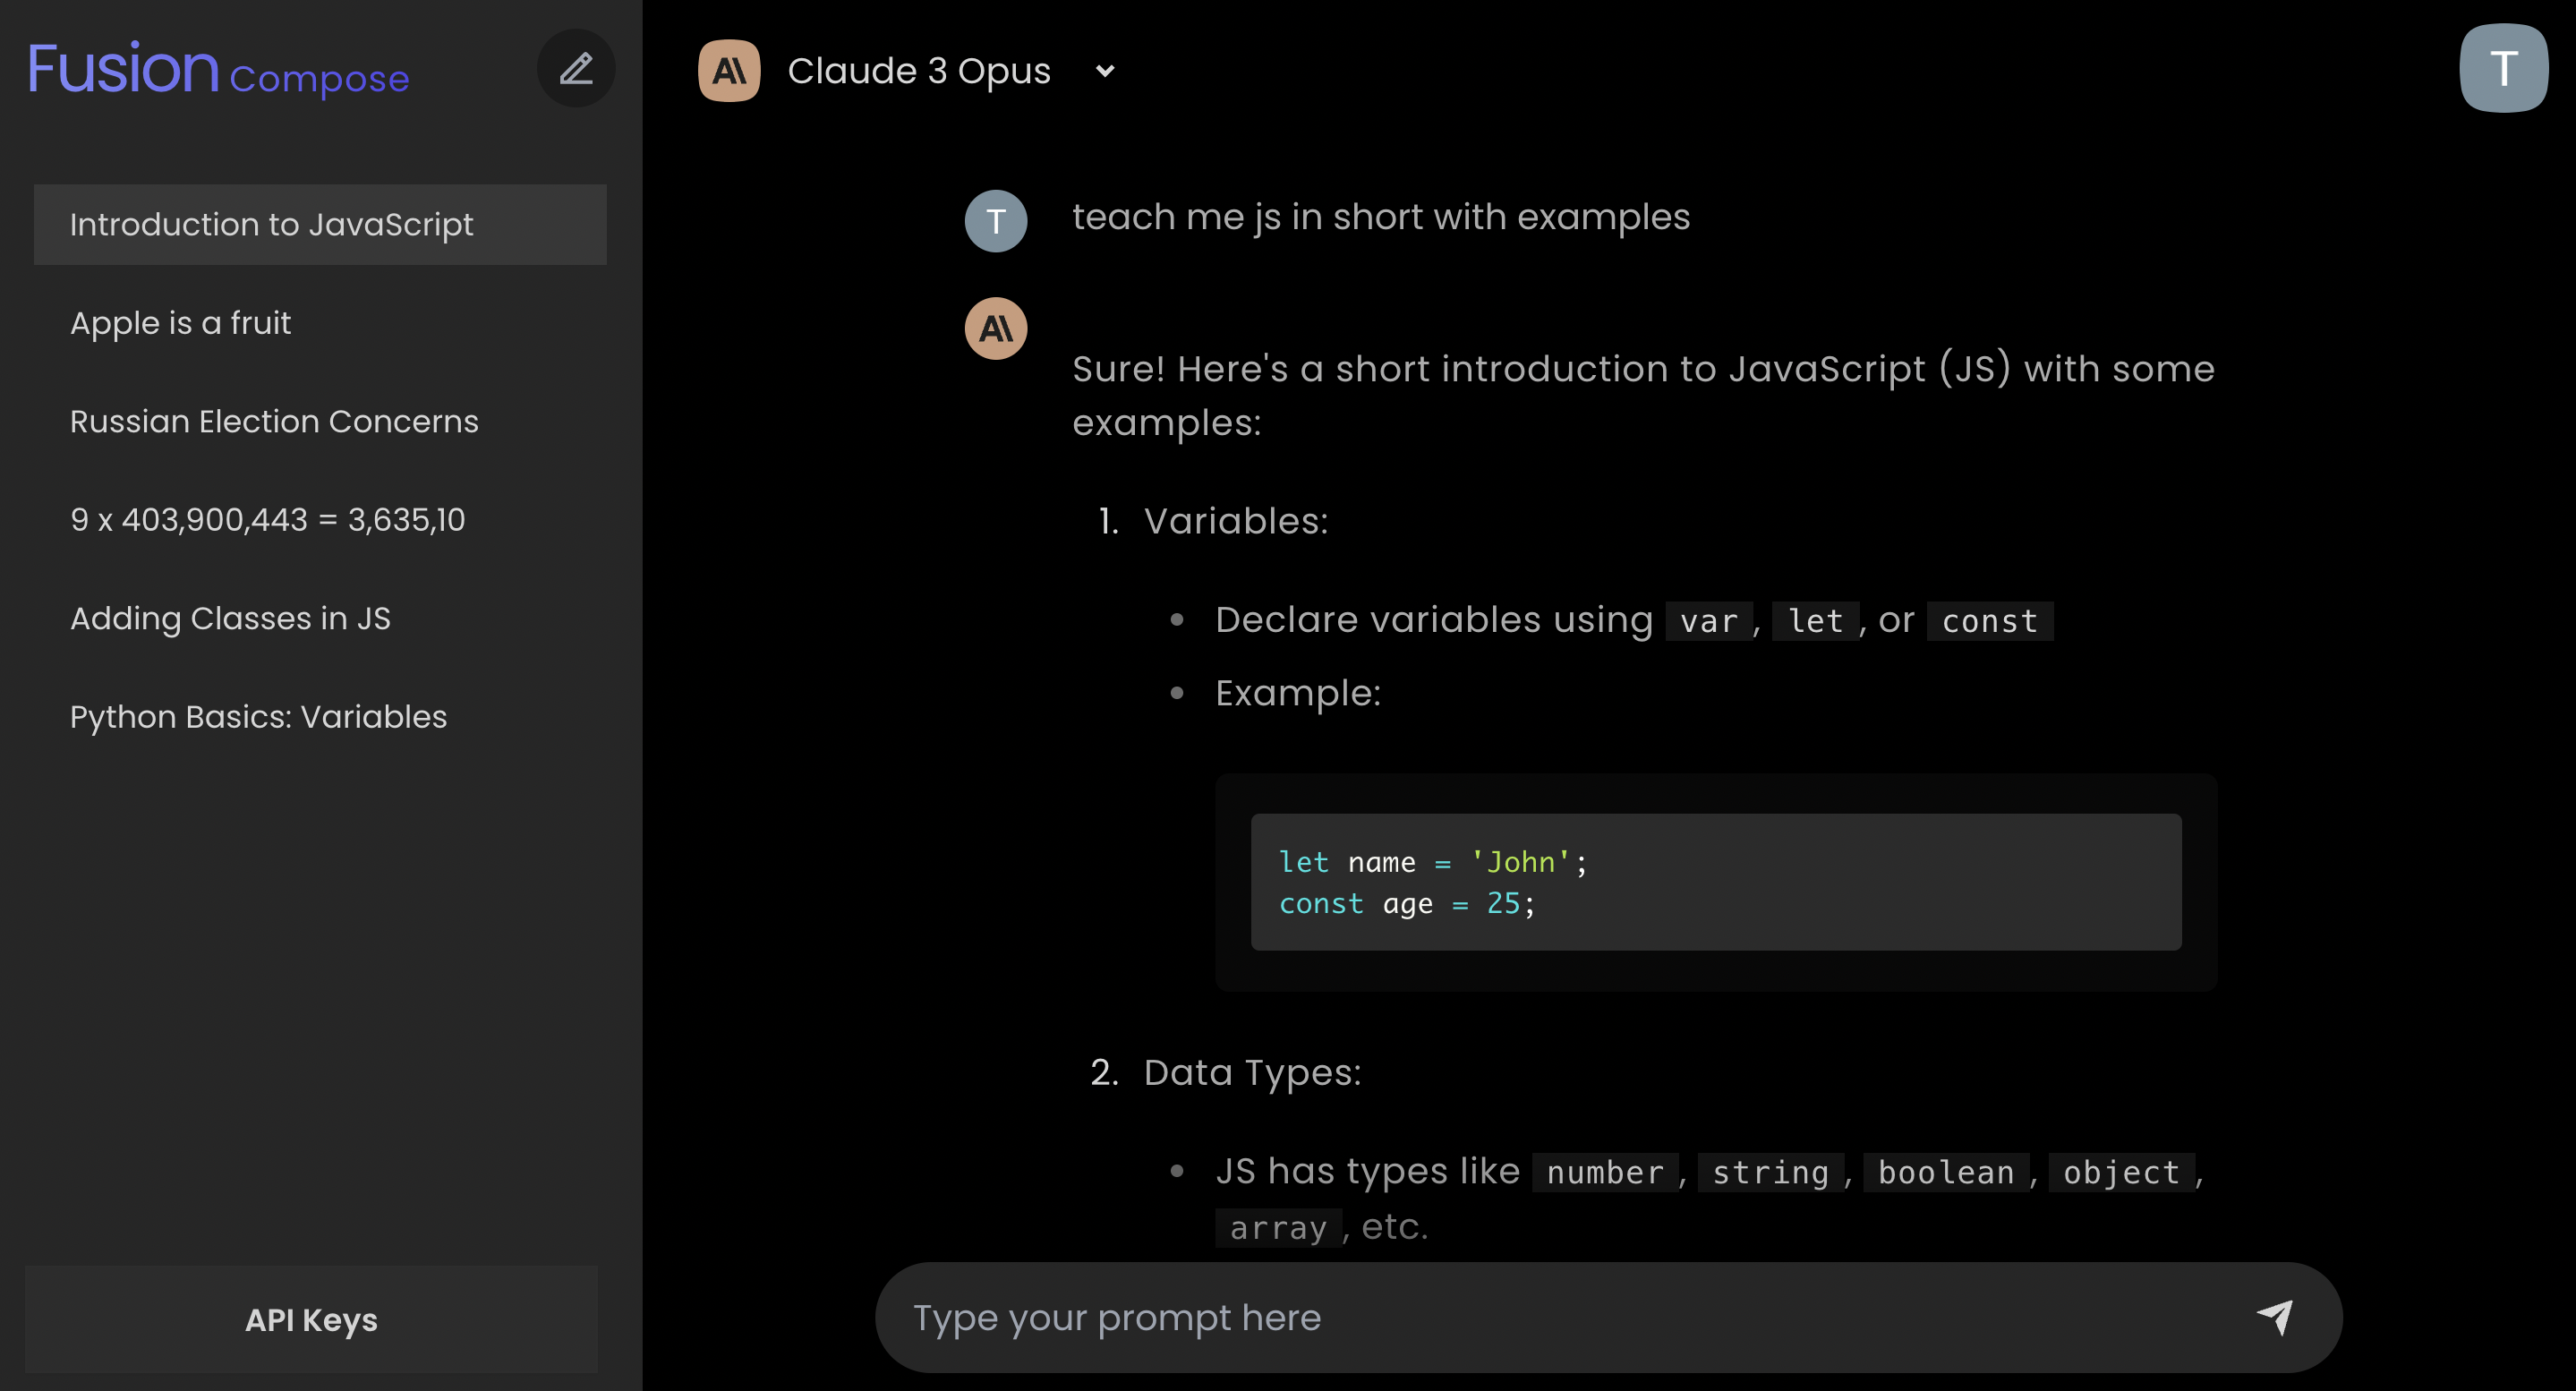 Fusion Compose
Introduction to JavaScript
Apple is a fruit
Russian Election Concerns
9 x 403,900,443 = 3,635,10
Adding Classes in JS
Python Basics: Variables
API Keys
A\ Claude 3 Opus
T
T teach me js in short with examples
A\
Sure! Here's a short introduction to JavaScript (JS) with some
examples:
1. Variables:
• Declare variables using var, let, or const
• Example:
let name = 'John';
const age = 25;
2. Data Types:
• JS has types like number, string, boolean, object,
array, etc.
Type your prompt here